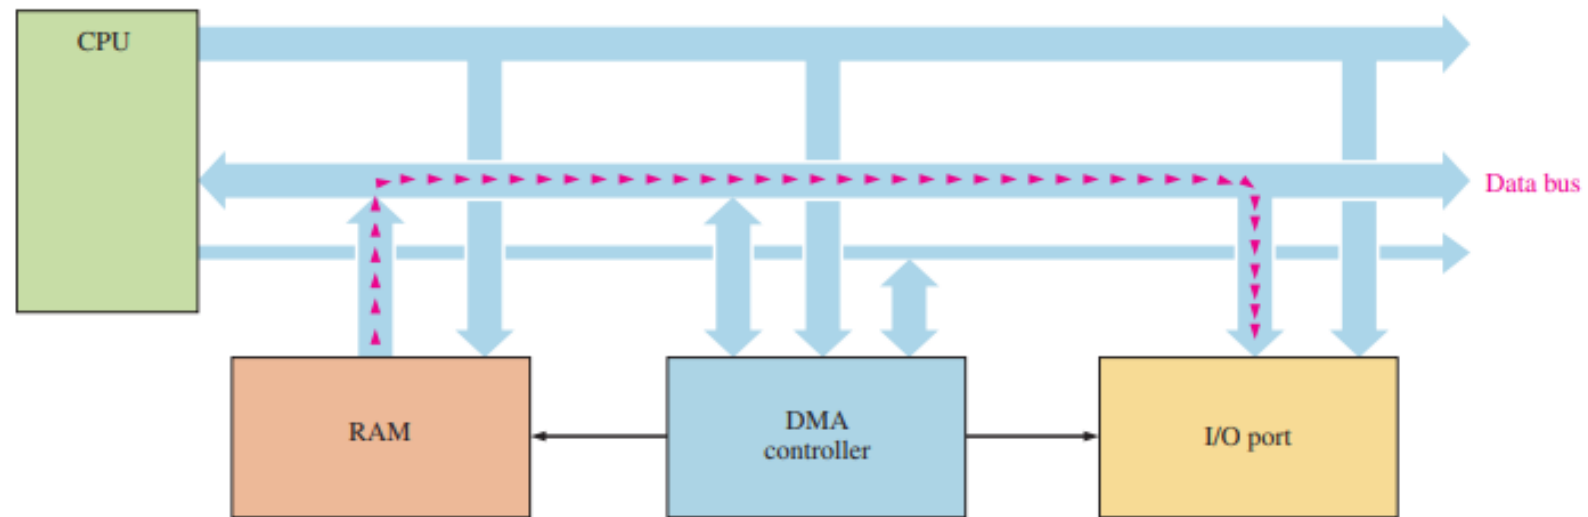 CPU
Data bus
RAM
DMA
controller
I/O port